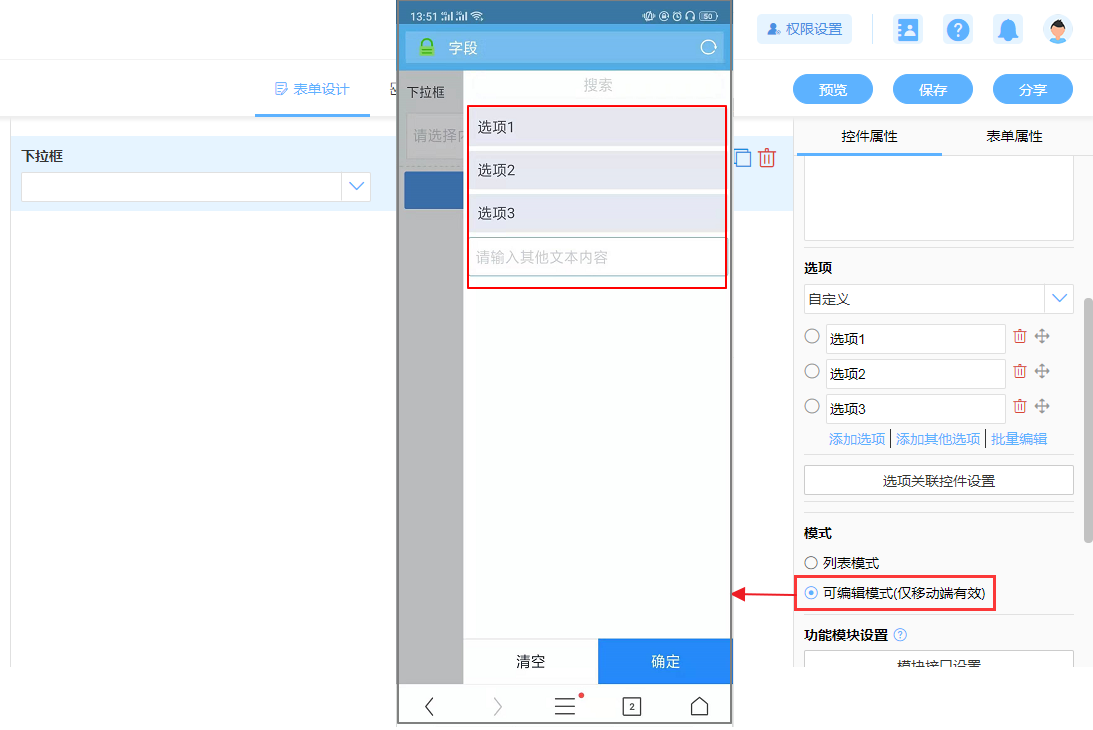 13:51
50
权限设置
字段
表单设计
预览
保存
分享
下拉框
请选择
搜索
选项1
选项2
选项3
请输入其他文本内容
清空
确定
2
下拉框
控件属性
表单属性
选项
自定义
选项1
选项2
选项3
添加选项 添加其他选项 批量编辑
选项关联控件设置
模式
列表模式
可编辑模式(仅移动端有效)
功能模块设置
模块接口设置